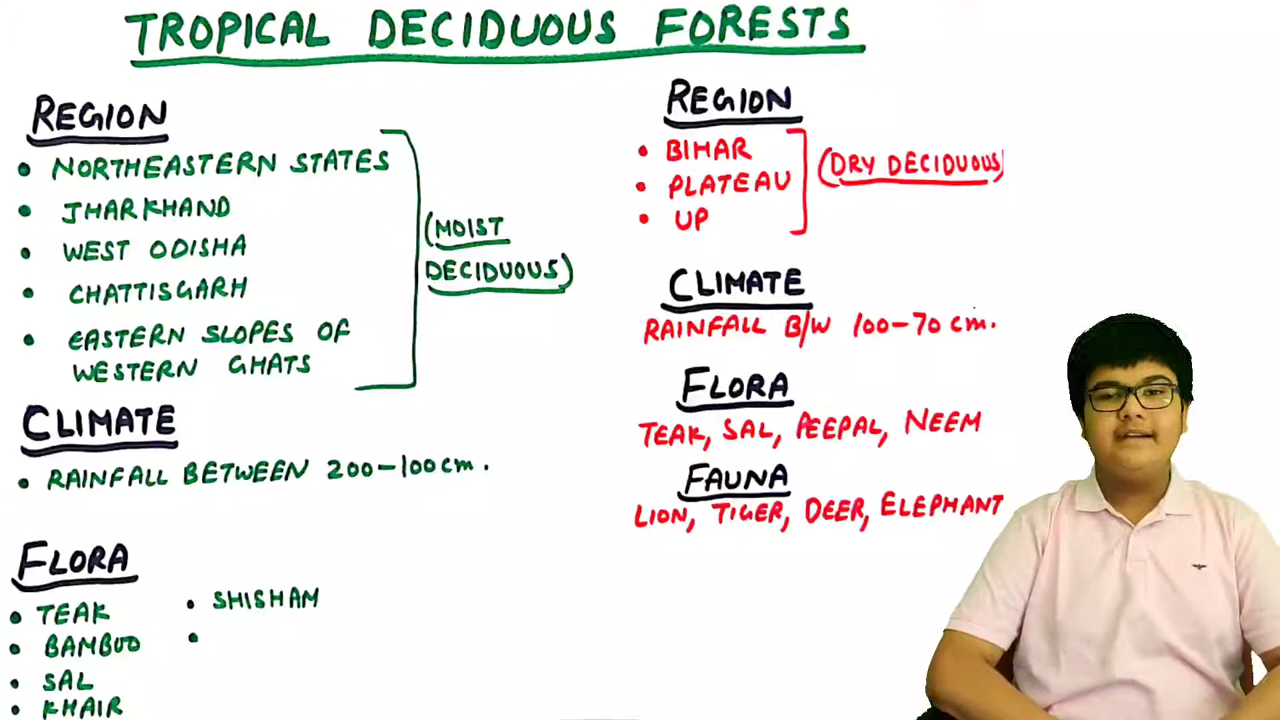 TROPICAL DECIDUOUS FORESTS
REGION
• NORTHEASTERN STATES
• JHARKHAND
• WEST ODISHA
• CHATTISGARH
• EASTERN SLOPES OF
WESTERN GHATS
(MOIST
DECIDUOUS)
CLIMATE
• RAINFALL BETWEEN 200-100cm.
FLORA
• TEAK
• BAMBOO
• SAL
• KHAIR
• SHISHAM
•
REGION
• BIHAR
• PLATEAU
• UP
(DRY DECIDUOUS)
CLIMATE
RAINFALL B/W 100-70 cm.
FLORA
TEAK, SAL, PEEPAL, NEEM
FAUNA
LION, TIGER, DEER, ELEPHANT